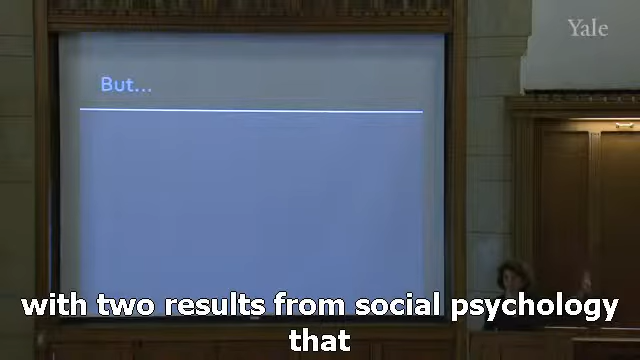 Yale
But...
with two results from social psychology
that